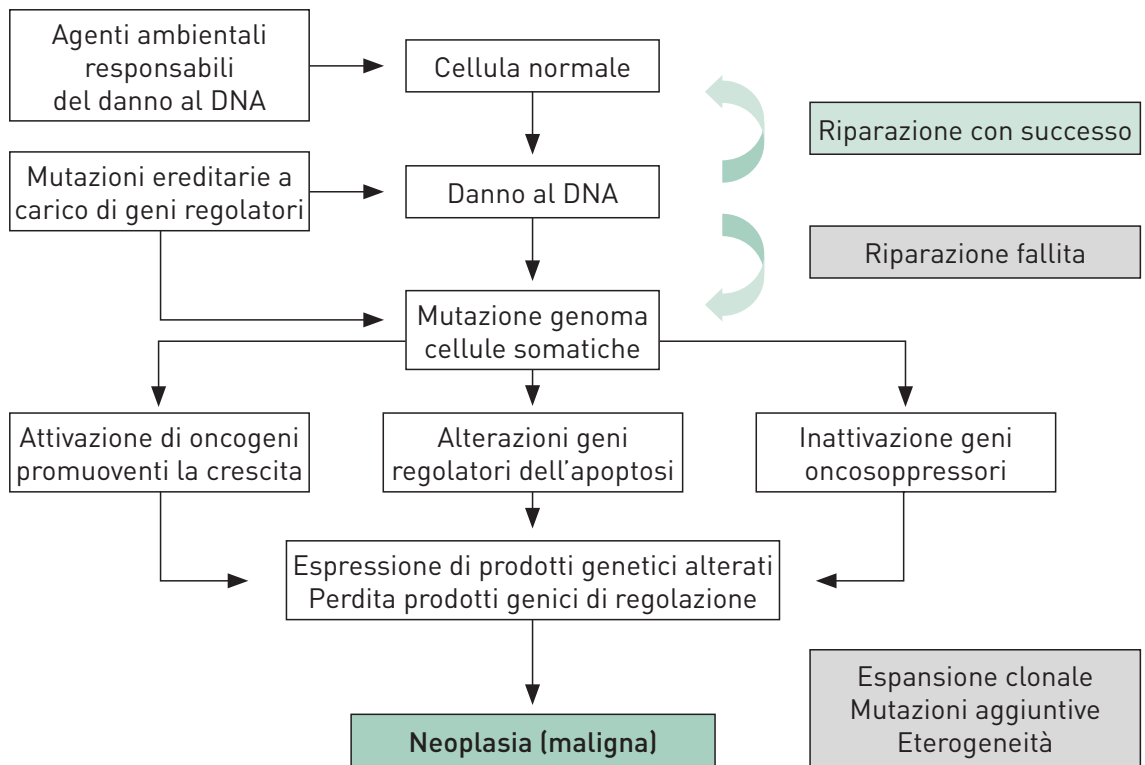 Agenti ambientali
responsabili
del danno al DNA
Cellula normale
Riparazione con successo
Mutazioni ereditarie a
carico di geni regolatori
Danno al DNA
Riparazione fallita
Mutazione genoma
cellule somatiche
Attivazione di oncogeni
promuoventi la crescita
Alterazioni geni
regolatori dell'apoptosi
Inattivazione geni
oncosoppressori
Espressione di prodotti genetici alterati
Perdita prodotti genici di regolazione
Espansione clonale
Mutazioni aggiuntive
Eterogeneità
Neoplasia (maligna)